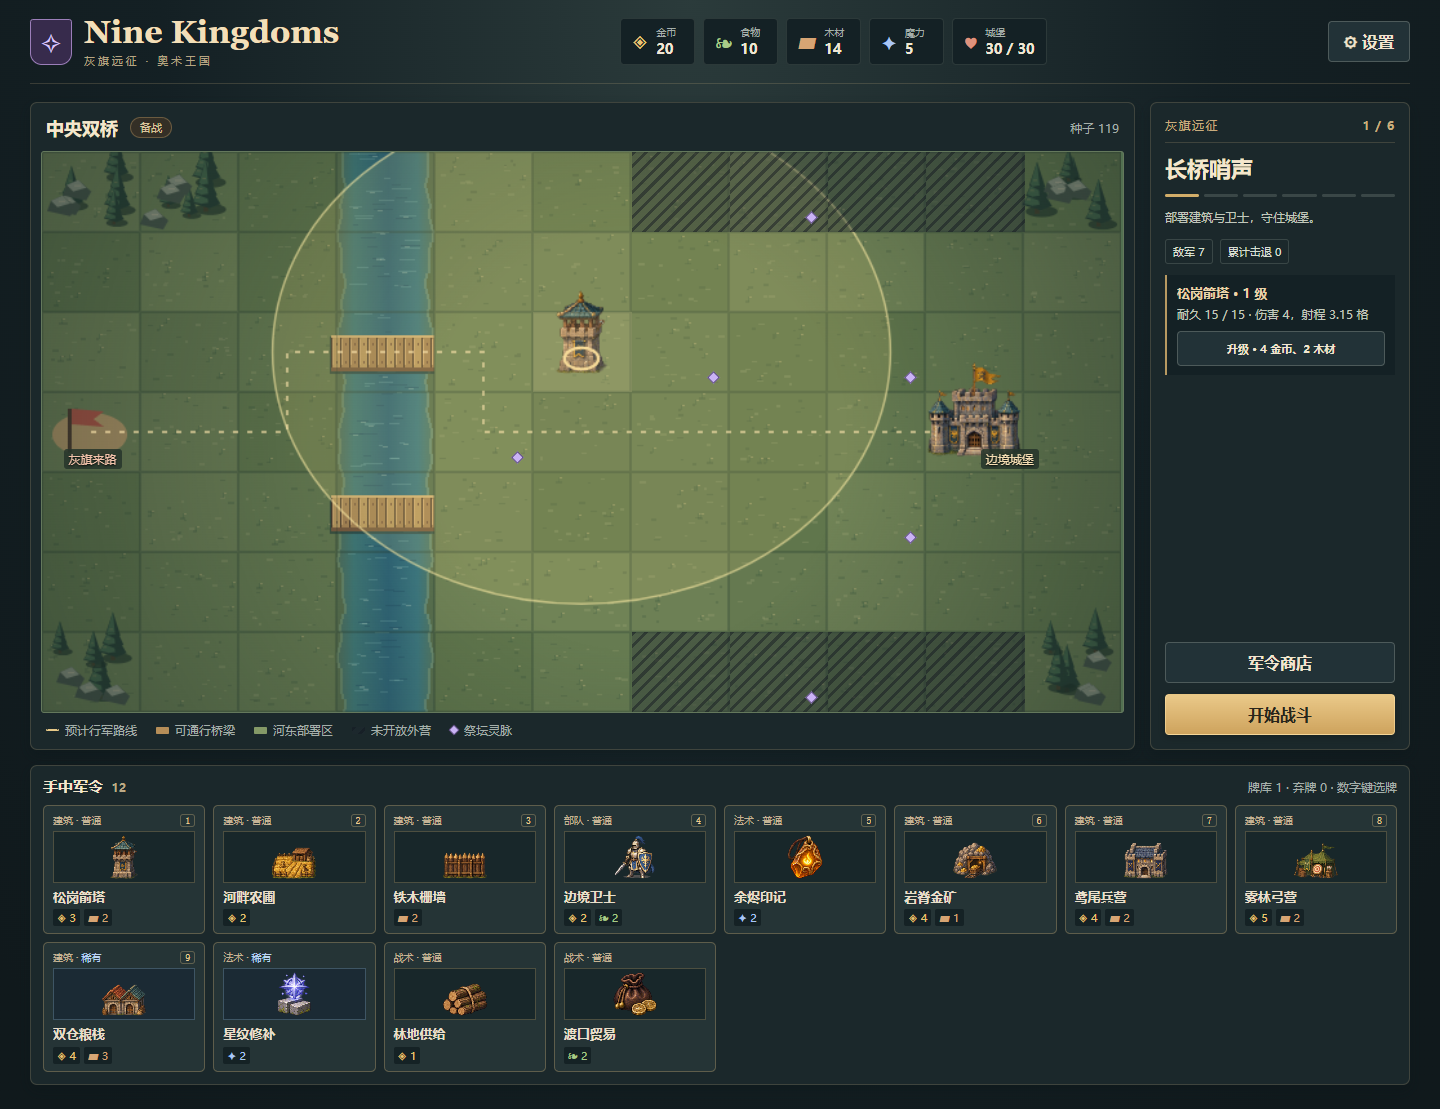 Nine Kingdoms
灰旗远征 · 奥术王国
金币 20
食物 10
木材 14
魔力 5
城堡 30 / 30
设置
中央双桥 备战
种子 119
灰旗来路
边境城堡
预计行军路线 可通行桥梁 河东部署区 未开放外营 祭坛灵脉
灰旗远征 1 / 6
长桥哨声
部署建筑与卫士，守住城堡。
敌军 7 累计击退 0
松岗箭塔 • 1 级
耐久 15 / 15 · 伤害 4，射程 3.15 格
升级 • 4 金币、2 木材
军令商店
开始战斗
手中军令 12
牌库 1 · 弃牌 0 · 数字键选牌
建筑 · 普通 1
松岗箭塔
3 2
建筑 · 普通 2
河畔农圃
2
建筑 · 普通 3
铁木栅墙
2
部队 · 普通 4
边境卫士
2 2
法术 · 普通 5
余烬印记
2
建筑 · 普通 6
岩脊金矿
4 1
建筑 · 普通 7
鸢尾兵营
4 2
建筑 · 普通 8
雾林弓营
5 2
建筑 · 稀有 9
双仓粮栈
4 3
法术 · 稀有
星纹修补
2
战术 · 普通
林地供给
1
战术 · 普通
渡口贸易
2